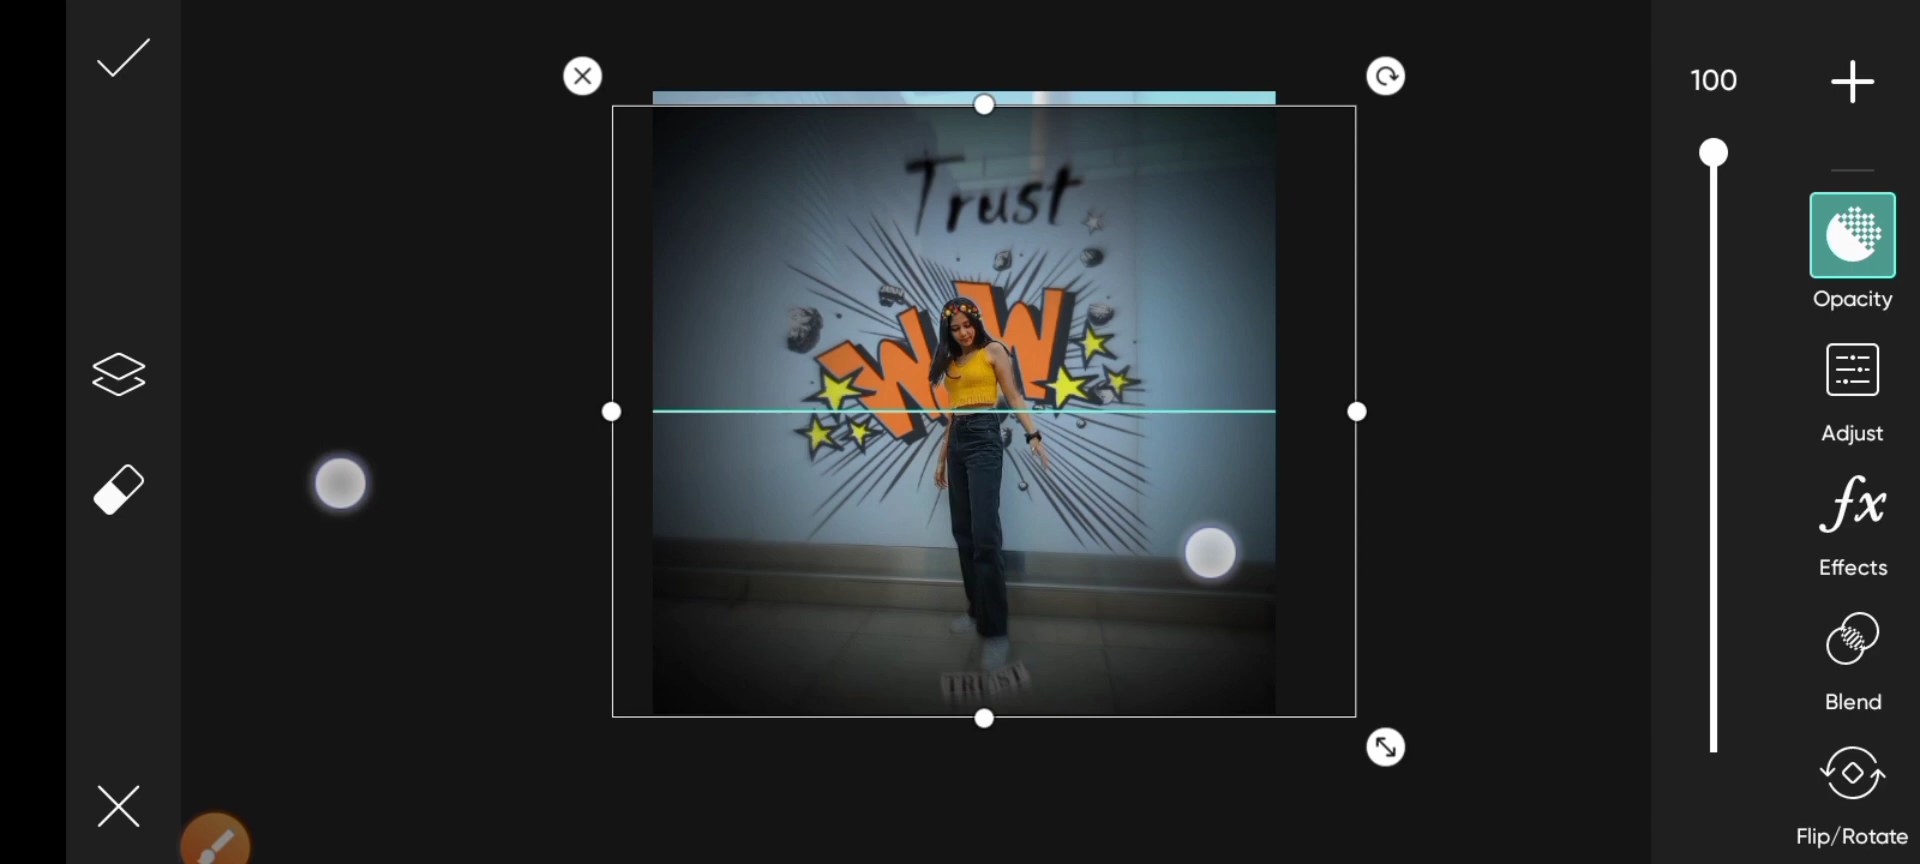 100
Trust
WOW
Opacity
Adjust
fx
Effects
TRUST
Blend
Flip/Rotate